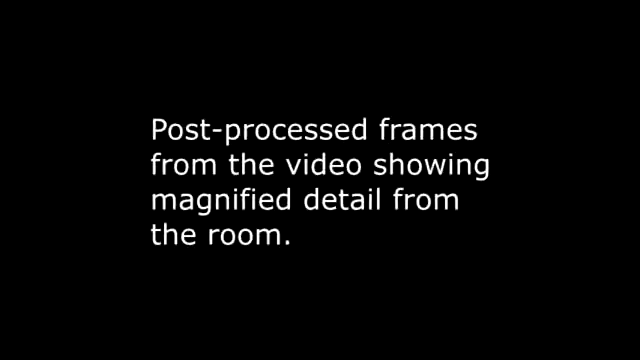 Post-processed frames
from the video showing
magnified detail from
the room.